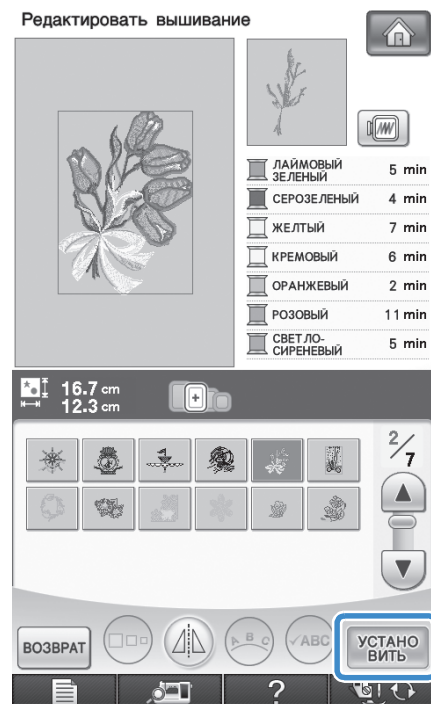 Редактировать вышивание
ЛАЙМОВЫЙ
ЗЕЛЕНЫЙ 5 min
СЕРОЗЕЛЕНЫЙ 4 min
ЖЕЛТЫЙ 7 min
КРЕМОВЫЙ 6 min
ОРАНЖЕВЫЙ 2 min
РОЗОВЫЙ 11 min
СВЕТЛО-
СИРЕНЕВЫЙ 5 min
16.7 cm
12.3 cm
2/7
ВОЗВРАТ
A B C
✓ABC
УСТАНО
ВИТЬ
?